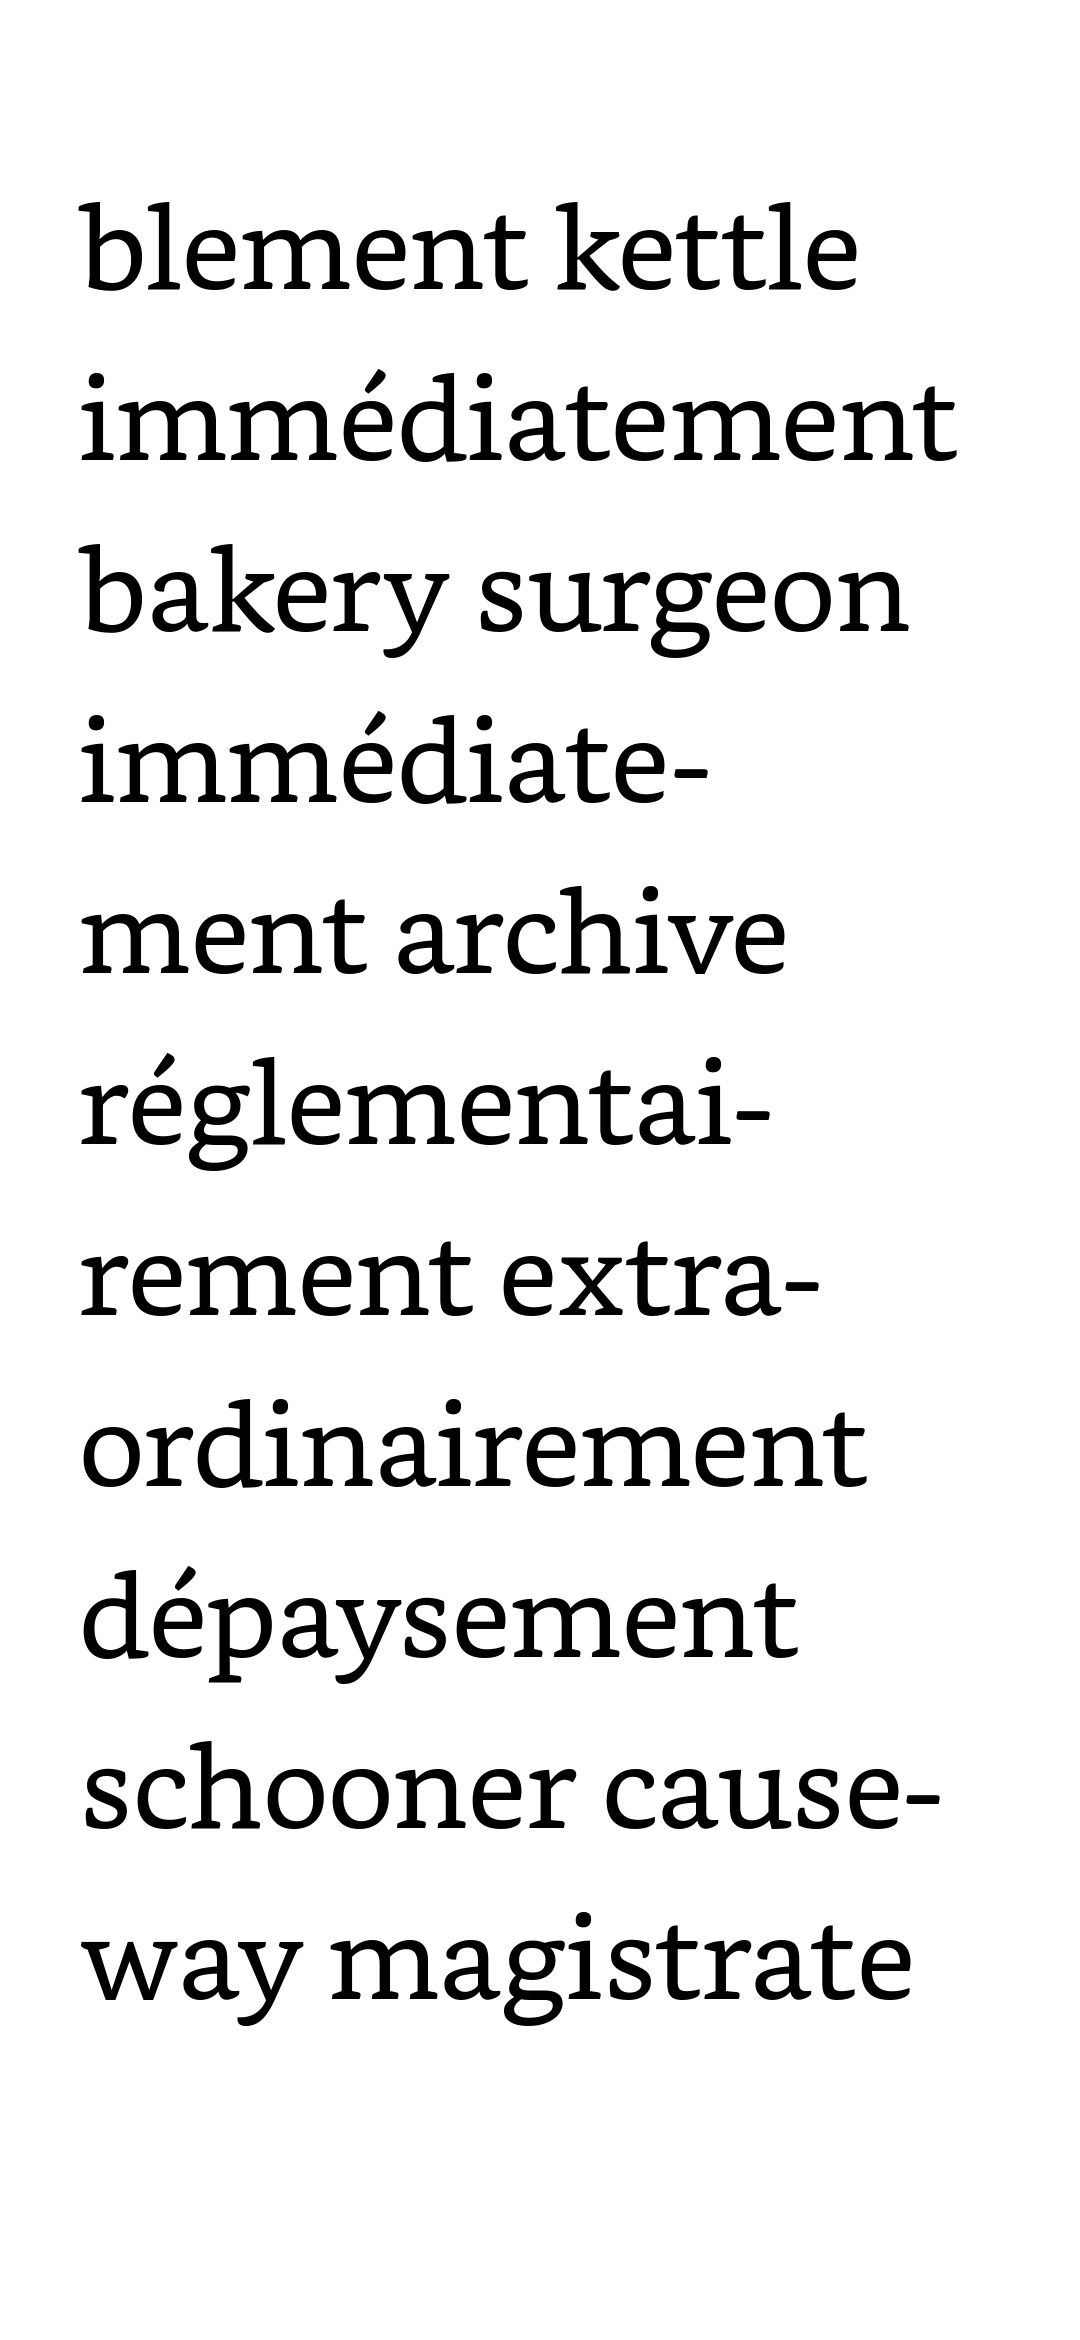 blement kettle
immédiatement
bakery surgeon
immédiate-
ment archive
réglementai-
rement extra-
ordinairement
dépaysement
schooner cause-
way magistrate